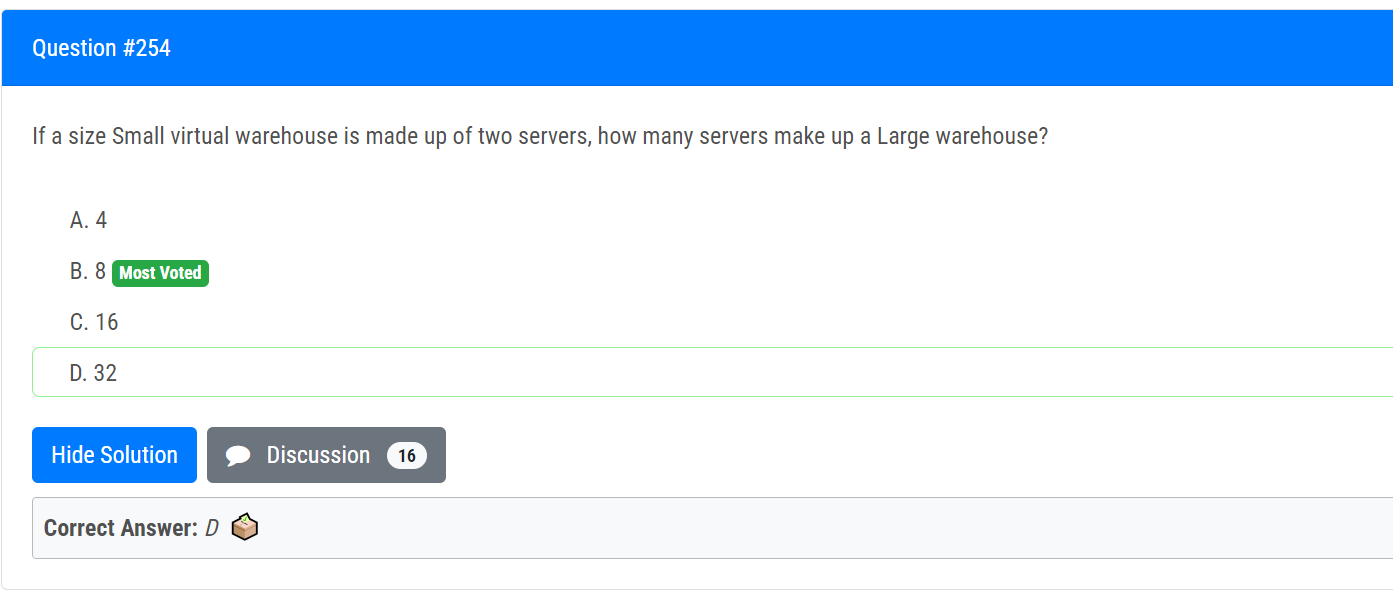 Question #254
If a size Small virtual warehouse is made up of two servers, how many servers make up a Large warehouse?
A. 4
B. 8 Most Voted
C. 16
D. 32
Hide Solution Discussion 16
Correct Answer: D